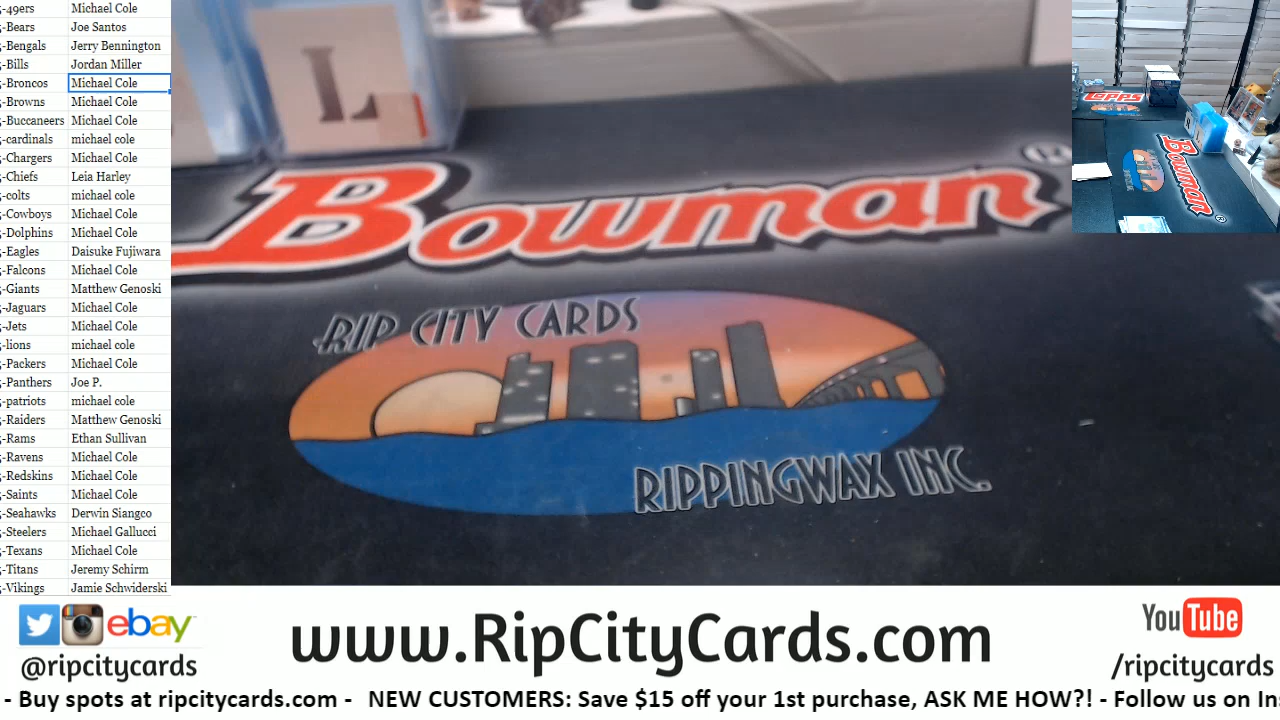 -49ers Michael Cole
-Bears Joe Santos
-Bengals Jerry Bennington
-Bills Jordan Miller
-Broncos Michael Cole
-Browns Michael Cole
-Buccaneers Michael Cole
-cardinals michael cole
-Chargers Michael Cole
-Chiefs Leia Harley
-colts michael cole
-Cowboys Michael Cole
-Dolphins Michael Cole
-Eagles Daisuke Fujiwara
-Falcons Michael Cole
-Giants Matthew Genoski
-Jaguars Michael Cole
-Jets Michael Cole
-lions michael cole
-Packers Michael Cole
-Panthers Joe P.
-patriots michael cole
-Raiders Matthew Genoski
-Rams Ethan Sullivan
-Ravens Michael Cole
-Redskins Michael Cole
-Saints Michael Cole
-Seahawks Derwin Siangco
-Steelers Michael Gallucci
-Texans Michael Cole
-Titans Jeremy Schirm
-Vikings Jamie Schwiderski
L
Bowman®
RIP CITY CARDS
RIPPINGWAX INC.
TOPPS
Bowman®
ebay
@ripcitycards
www.RipCityCards.com
YouTube
/ripcitycards
- Buy spots at ripcitycards.com - NEW CUSTOMERS: Save $15 off your 1st purchase, ASK ME HOW?! - Follow us on In